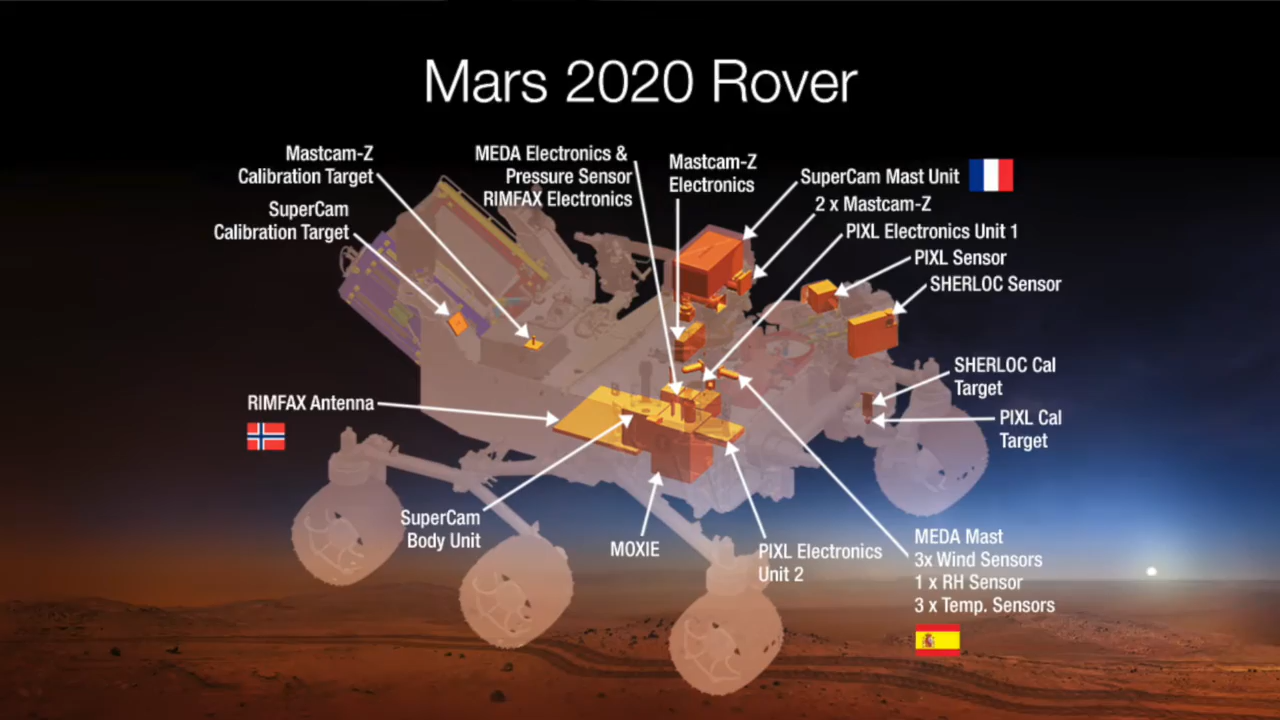 Mars 2020 Rover
Mastcam-Z
Calibration Target
SuperCam
Calibration Target
MEDA Electronics &
Pressure Sensor
RIMFAX Electronics
Mastcam-Z
Electronics
SuperCam Mast Unit
2 x Mastcam-Z
PIXL Electronics Unit 1
PIXL Sensor
SHERLOC Sensor
SHERLOC Cal
Target
PIXL Cal
Target
RIMFAX Antenna
SuperCam
Body Unit
MOXIE
PIXL Electronics
Unit 2
MEDA Mast
3x Wind Sensors
1 x RH Sensor
3 x Temp. Sensors